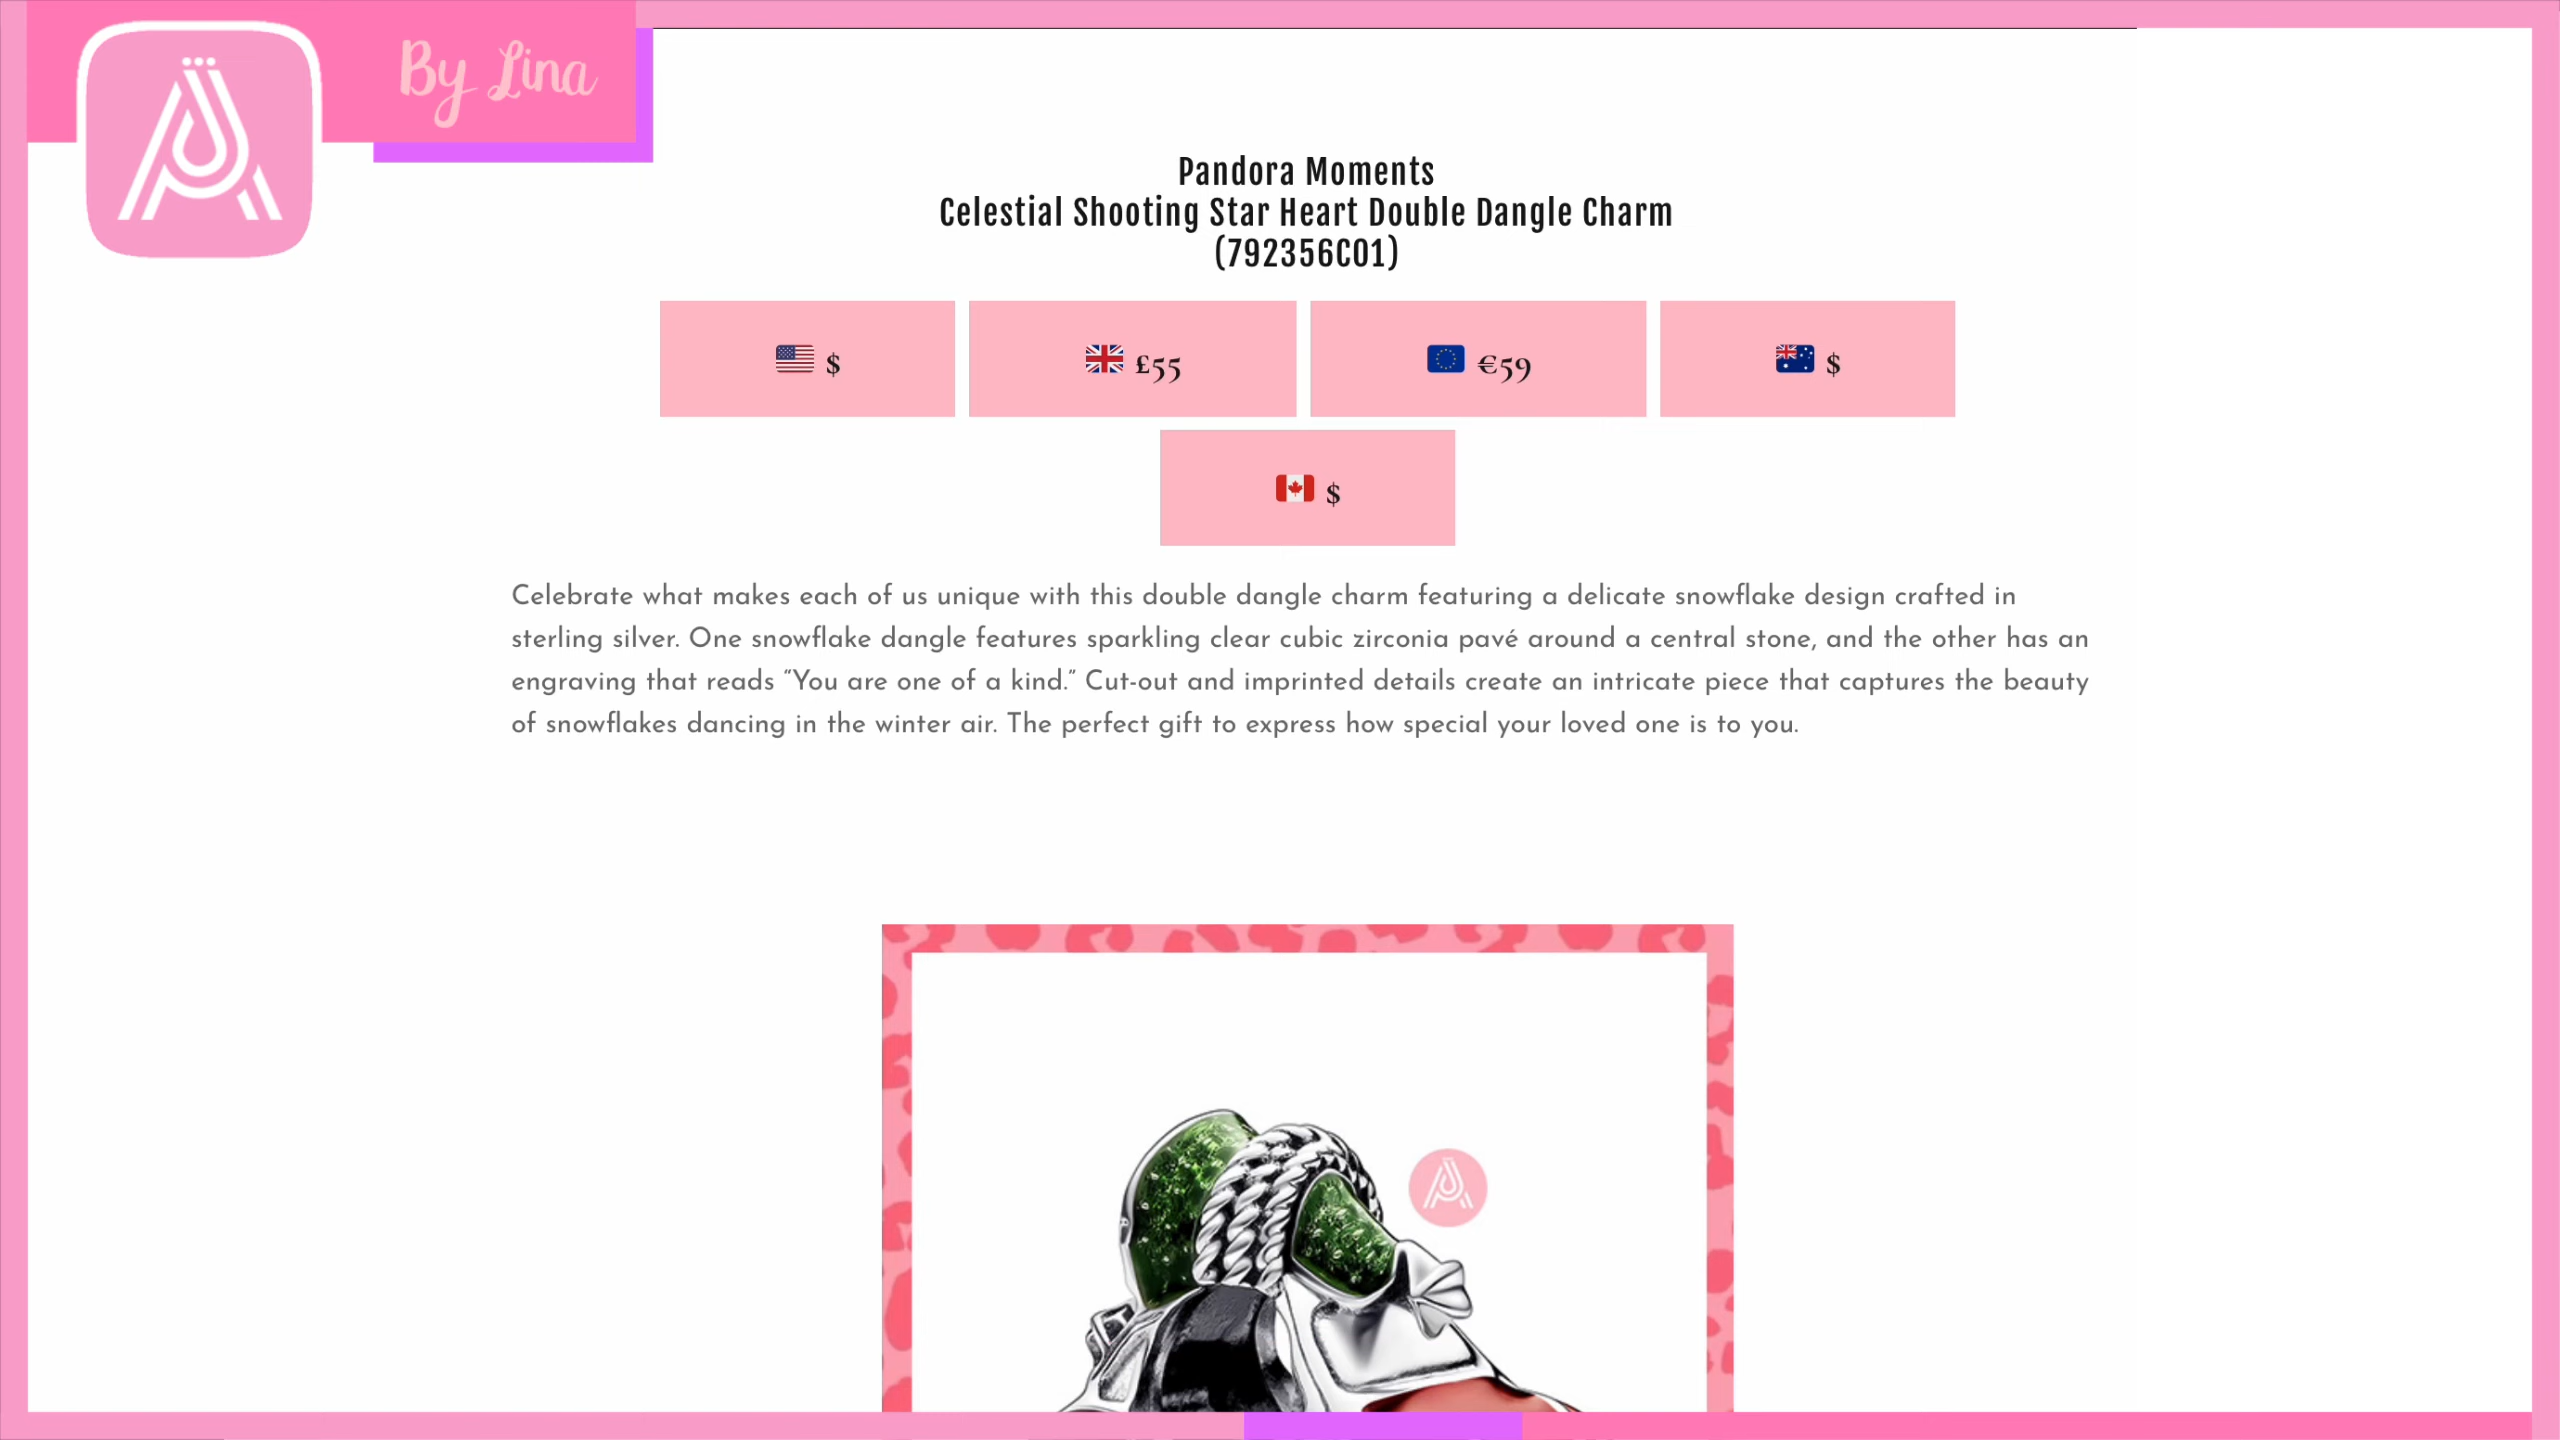 By Lina
Pandora Moments
Celestial Shooting Star Heart Double Dangle Charm
(792356C01)
$
£55
€59
$
$
Celebrate what makes each of us unique with this double dangle charm featuring a delicate snowflake design crafted in
sterling silver. One snowflake dangle features sparkling clear cubic zirconia pavé around a central stone, and the other has an
engraving that reads “You are one of a kind.” Cut-out and imprinted details create an intricate piece that captures the beauty
of snowflakes dancing in the winter air. The perfect gift to express how special your loved one is to you.